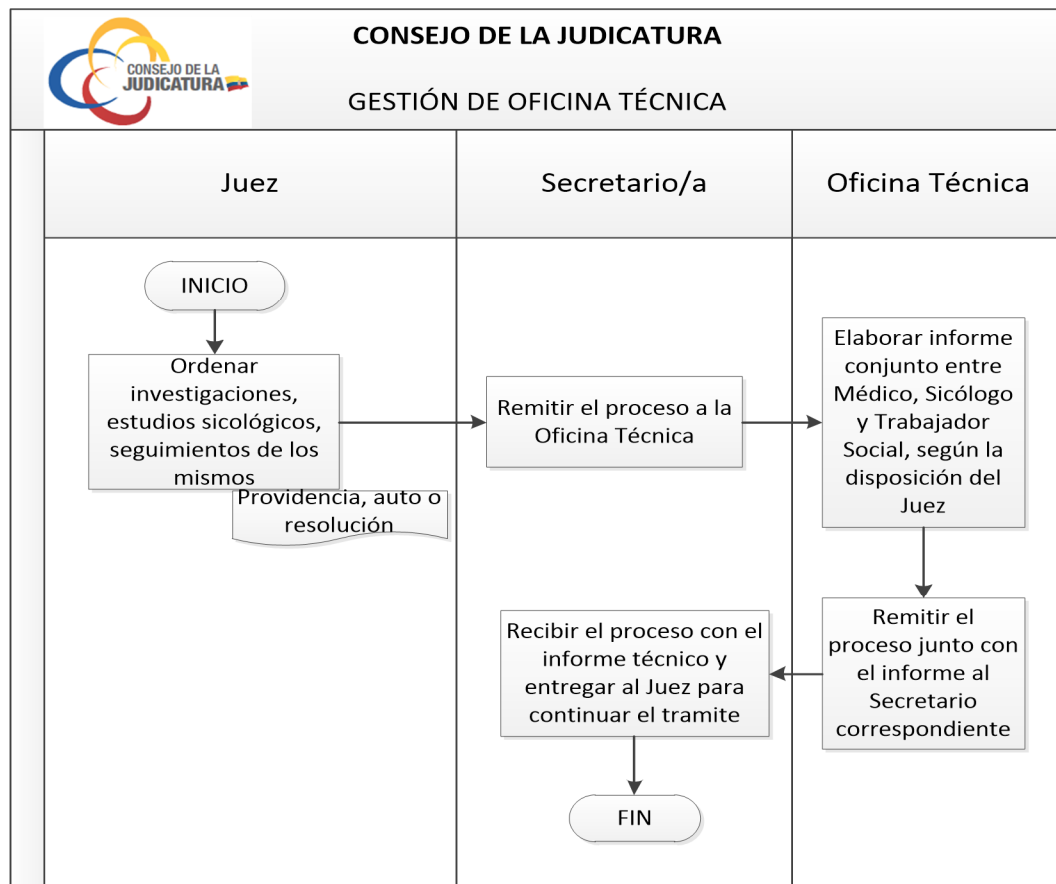 CONSEJO DE LA JUDICATURA
CONSEJO DE LA
JUDICATURA
GESTIÓN DE OFICINA TÉCNICA
Juez
Secretario/a
Oficina Técnica
INICIO
Ordenar
investigaciones,
estudios sicológicos,
seguimientos de los
mismos
Providencia, auto o
resolución
Remitir el proceso a la
Oficina Técnica
Elaborar informe
conjunto entre
Médico, Sicólogo
y Trabajador
Social, según la
disposición del
Juez
Remitir el
proceso junto con
el informe al
Secretario
correspondiente
Recibir el proceso con el
informe técnico y
entregar al Juez para
continuar el tramite
FIN